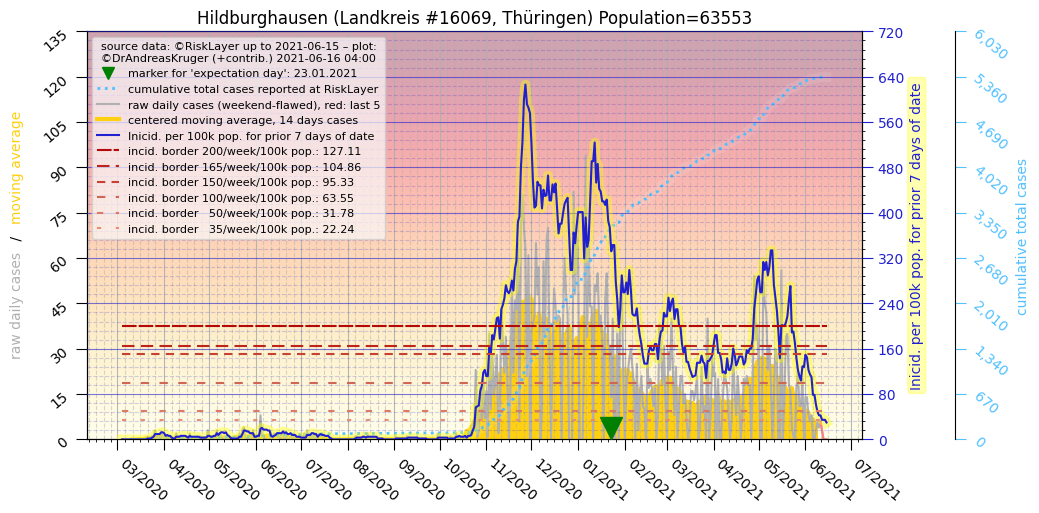 Hildburghausen (Landkreis #16069, Thüringen) Population=63553
source data: ©RiskLayer up to 2021-06-15 – plot:
©DrAndreasKruger (+contrib.) 2021-06-16 04:00
marker for 'expectation day': 23.01.2021
cumulative total cases reported at RiskLayer
raw daily cases (weekend-flawed), red: last 5
centered moving average, 14 days cases
Inicid. per 100k pop. for prior 7 days of date
incid. border 200/week/100k pop.: 127.11
incid. border 165/week/100k pop.: 104.86
incid. border 150/week/100k pop.: 95.33
incid. border 100/week/100k pop.: 63.55
incid. border   50/week/100k pop.: 31.78
incid. border   35/week/100k pop.: 22.24
raw daily cases / moving average
135
120
105
90
75
60
45
30
15
0
03/2020
04/2020
05/2020
06/2020
07/2020
08/2020
09/2020
10/2020
11/2020
12/2020
01/2021
02/2021
03/2021
04/2021
05/2021
06/2021
07/2021
720
640
560
480
400
320
240
160
80
0
Inicid. per 100k pop. for prior 7 days of date
6,030
5,360
4,690
4,020
3,350
2,680
2,010
1,340
670
0
cumulative total cases